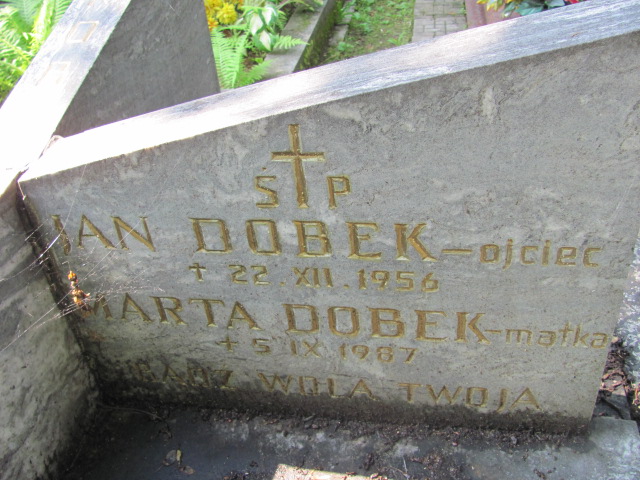 Ś P
JAN DOBEK - ojciec
+ 22. XII. 1956
MARTA DOBEK - matka
+ 5 IX 1987
WOLA TWOJA